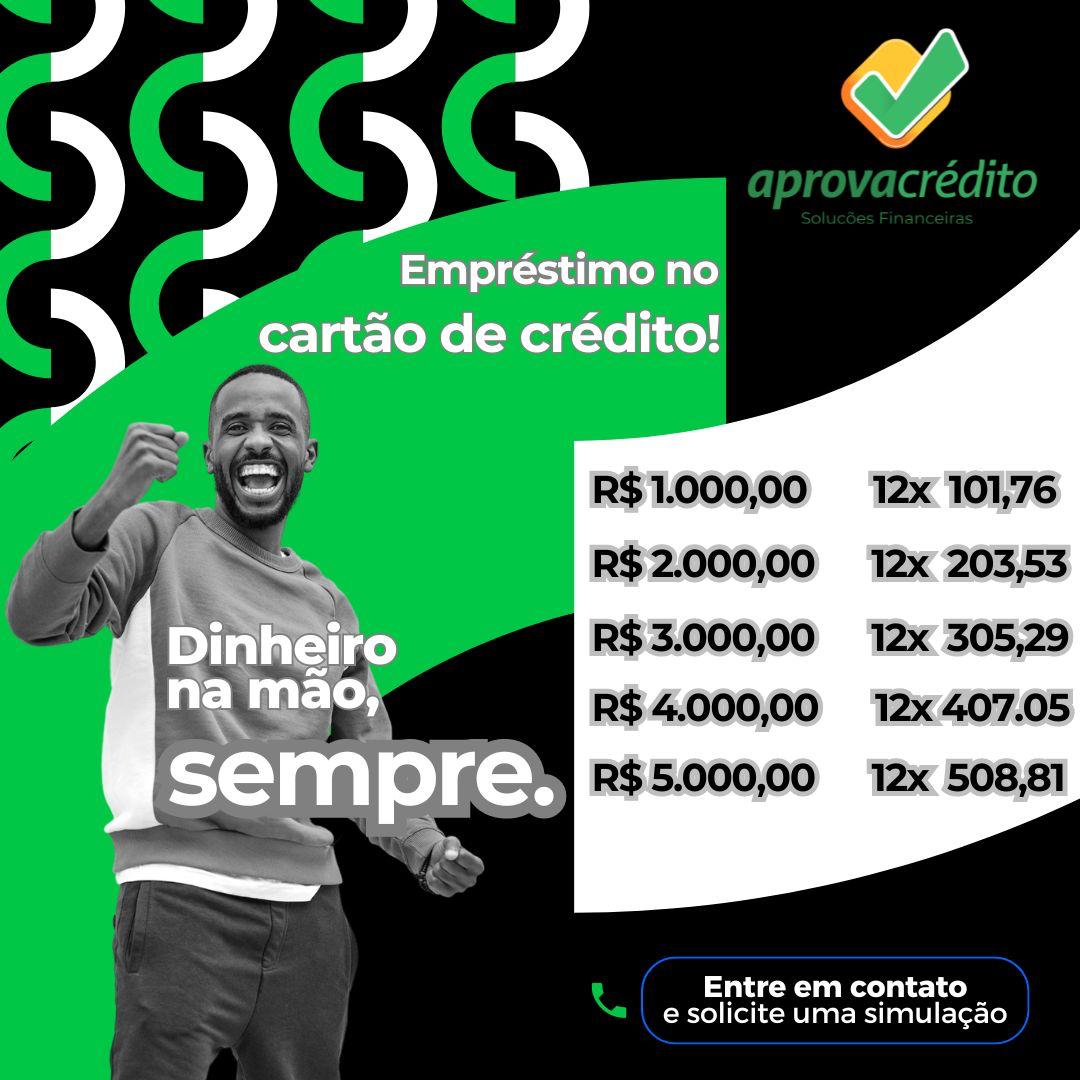 aprovacrédito
Solucões Financeiras
Empréstimo no
cartão de crédito!
R$ 1.000,00 12x 101,76
R$ 2.000,00 12x 203,53
R$ 3.000,00 12x 305,29
R$ 4.000,00 12x 407.05
R$ 5.000,00 12x 508,81
Dinheiro
na mão,
sempre.
Entre em contato
e solicite uma simulação